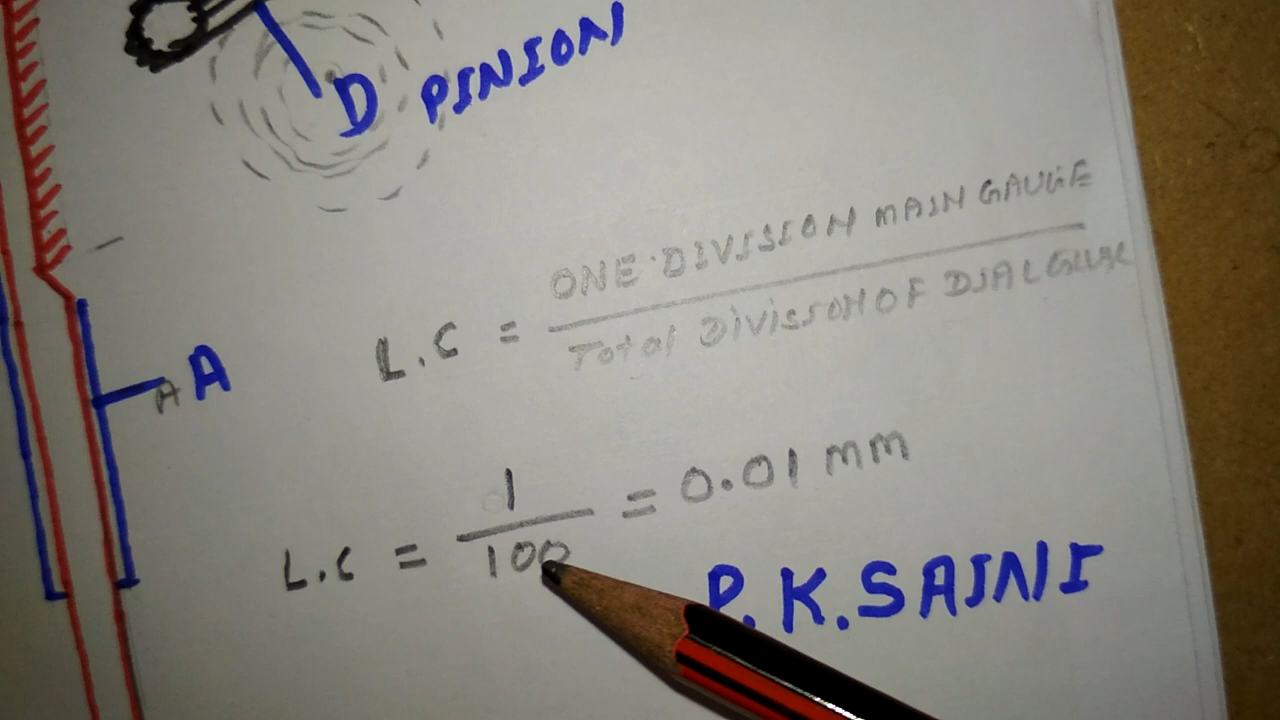 D PINION
ONE DIVISION MAIN GAUGE
L.C =
Total DIVISION OF DIAL GAUGE
A A
1
L.C = = 0.01 mm
100
P.K.SAINI